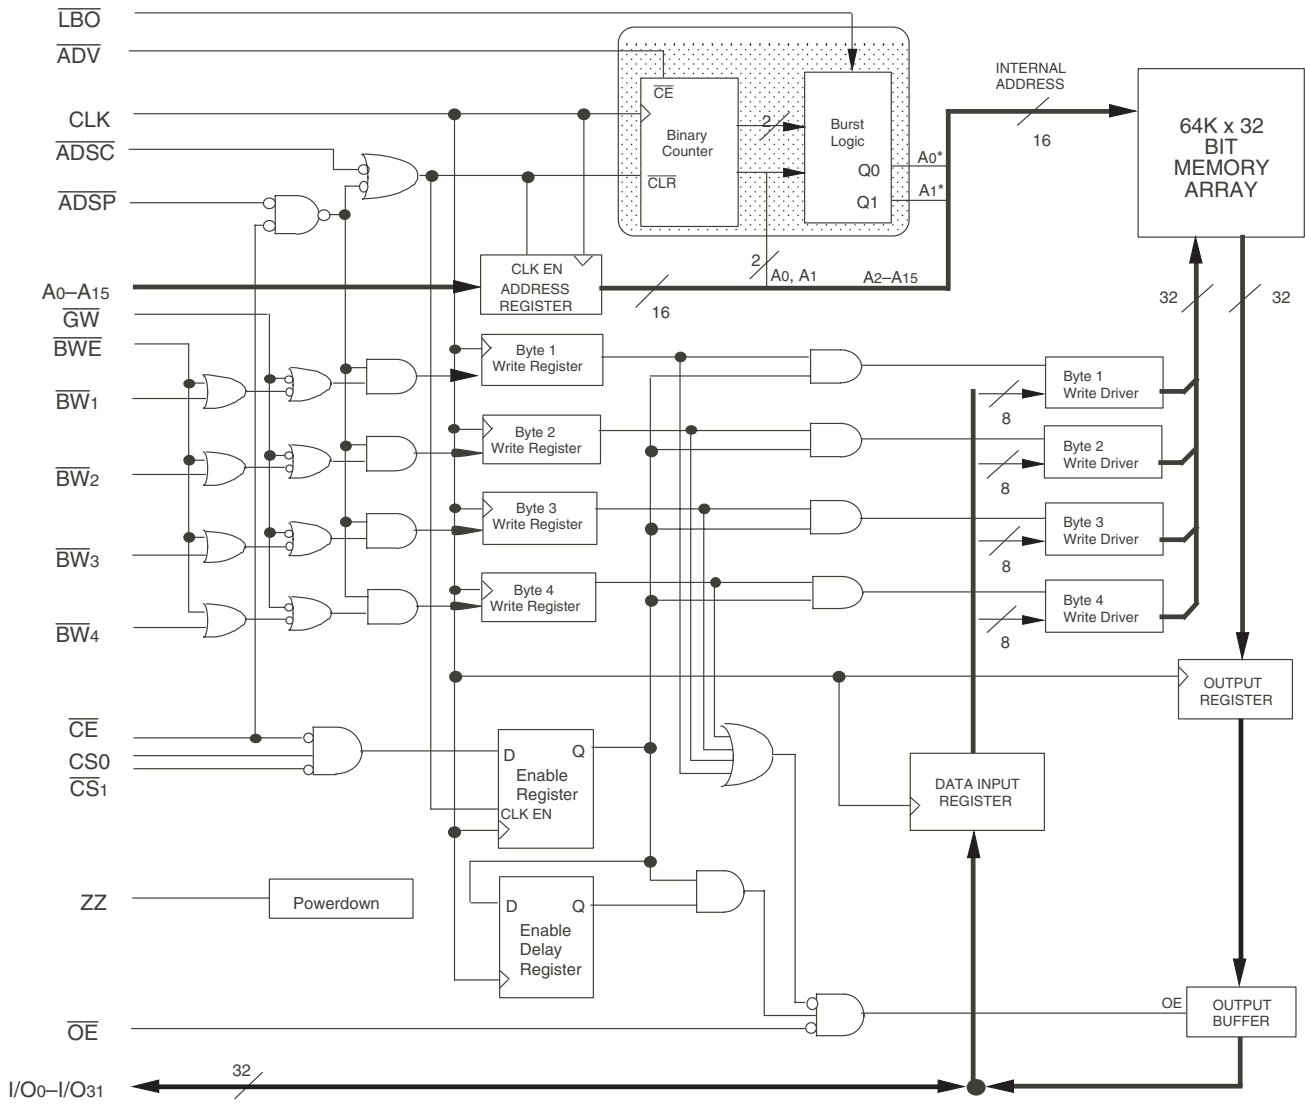 LBO
ADV
CLK
ADSC
ADSP
A0–A15
GW
BWE
BW1
BW2
BW3
BW4
CE
CS0
CS1
ZZ
OE
I/O0–I/O31
32
CE
Binary
Counter
CLR
2
Burst
Logic
Q0
Q1
A0*
A1*
INTERNAL
ADDRESS
16
64K x 32
BIT
MEMORY
ARRAY
CLK EN
ADDRESS
REGISTER
16
2
A0, A1
A2–A15
32
32
Byte 1
Write Register
Byte 2
Write Register
Byte 3
Write Register
Byte 4
Write Register
Byte 1
Write Driver
8
Byte 2
Write Driver
8
Byte 3
Write Driver
8
Byte 4
Write Driver
8
OUTPUT
REGISTER
D
Q
Enable
Register
CLK EN
DATA INPUT
REGISTER
Powerdown
D
Q
Enable
Delay
Register
OE
OUTPUT
BUFFER